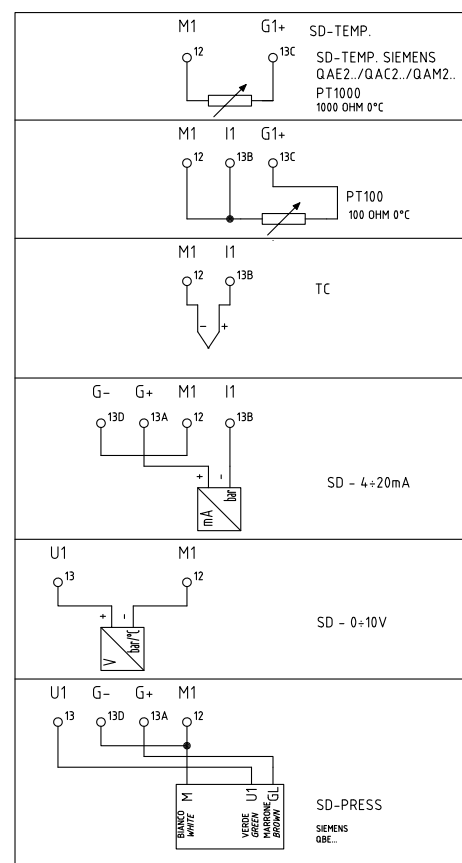 M1 G1+ SD-TEMP.
12 13C SD-TEMP. SIEMENS
QAE2../QAC2../QAM2..
PT1000
1000 OHM 0°C
M1 I1 G1+
12 13B 13C
PT100
100 OHM 0°C
M1 I1
12 13B
TC
- +
G- G+ M1 I1
13D 13A 12 13B
+ -
mA bar
SD - 4÷20mA
U1 M1
13 12
+ -
V bar/°C
SD - 0÷10V
U1 G- G+ M1
13 13D 13A 12
M U1 GL
BIANCO
WHITE
VERDE
GREEN
MARRONE
BROWN
SD-PRESS
SIEMENS
QBE...